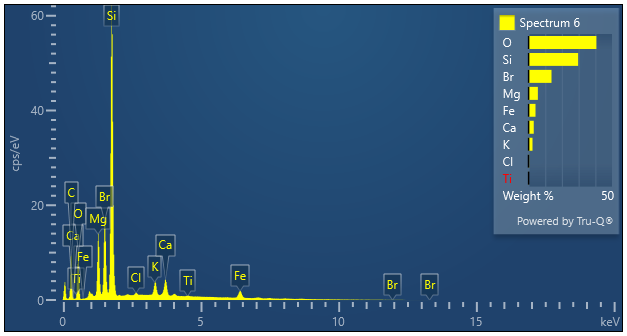 60
40
20
0
cps/eV
Si
C
Br
O
Mg
Ca
Fe
Ti
Cl
K
Ca
Ti
Fe
Br
Br
0
5
10
15
keV
Spectrum 6
O
Si
Br
Mg
Fe
Ca
K
Cl
Ti
Weight % 50
Powered by Tru-Q®